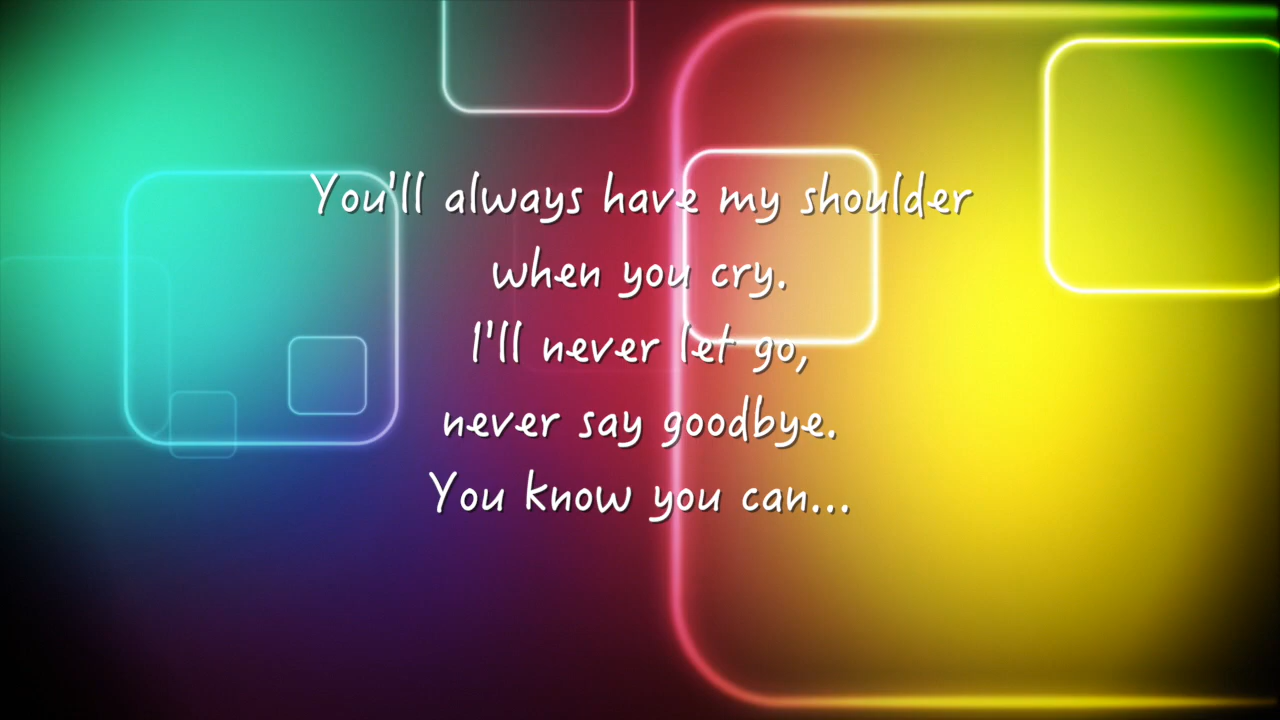 You'll always have my shoulder
when you cry.
I'll never let go,
never say goodbye.
You know you can...